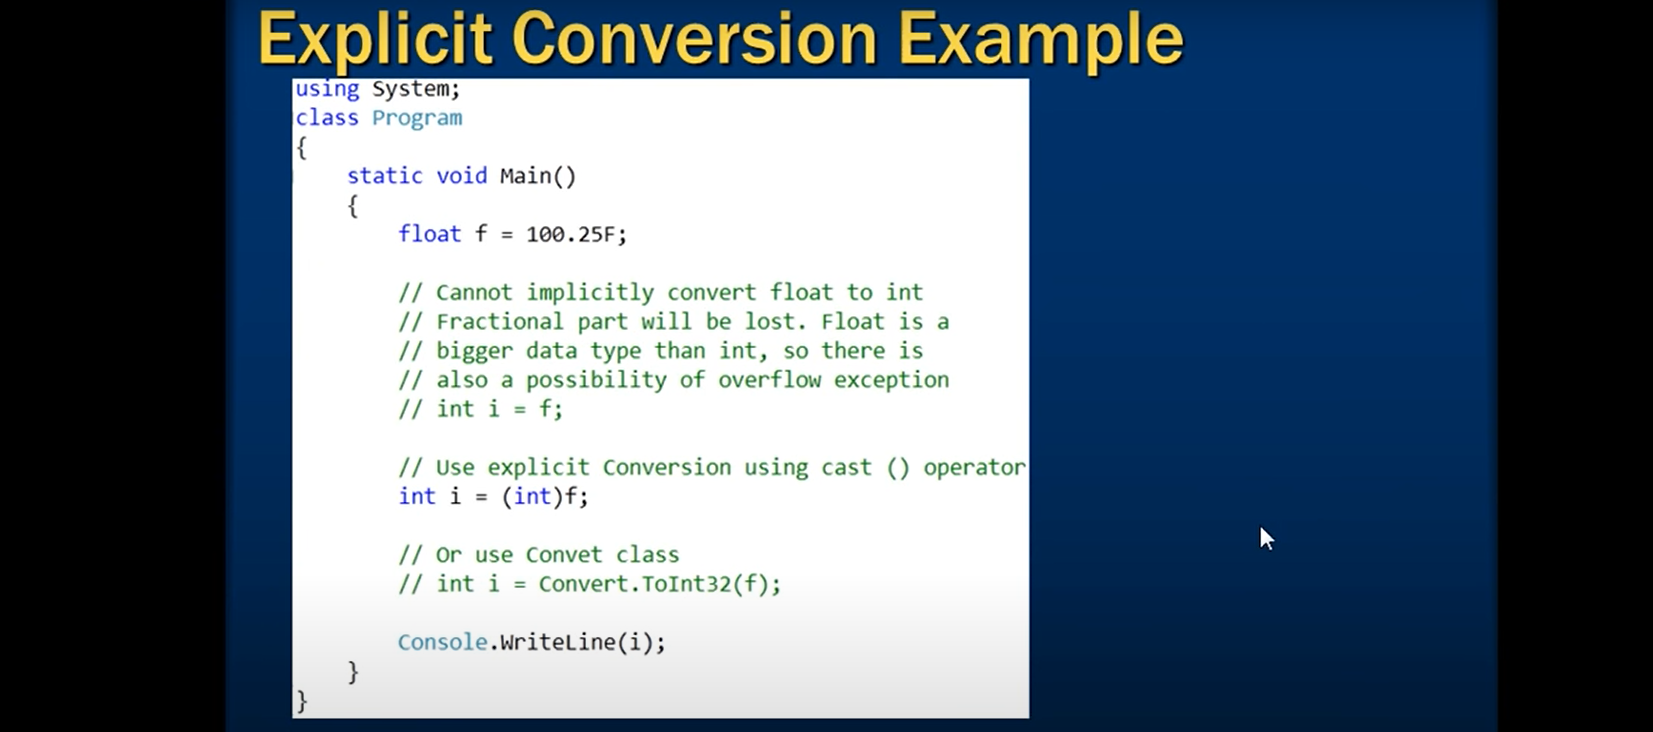 Explicit Conversion Example
using System;
class Program
{
    static void Main()
    {
        float f = 100.25F;
        // Cannot implicitly convert float to int
        // Fractional part will be lost. Float is a
        // bigger data type than int, so there is
        // also a possibility of overflow exception
        // int i = f;
        // Use explicit Conversion using cast () operator
        int i = (int)f;
        // Or use Convet class
        // int i = Convert.ToInt32(f);
        Console.WriteLine(i);
    }
}